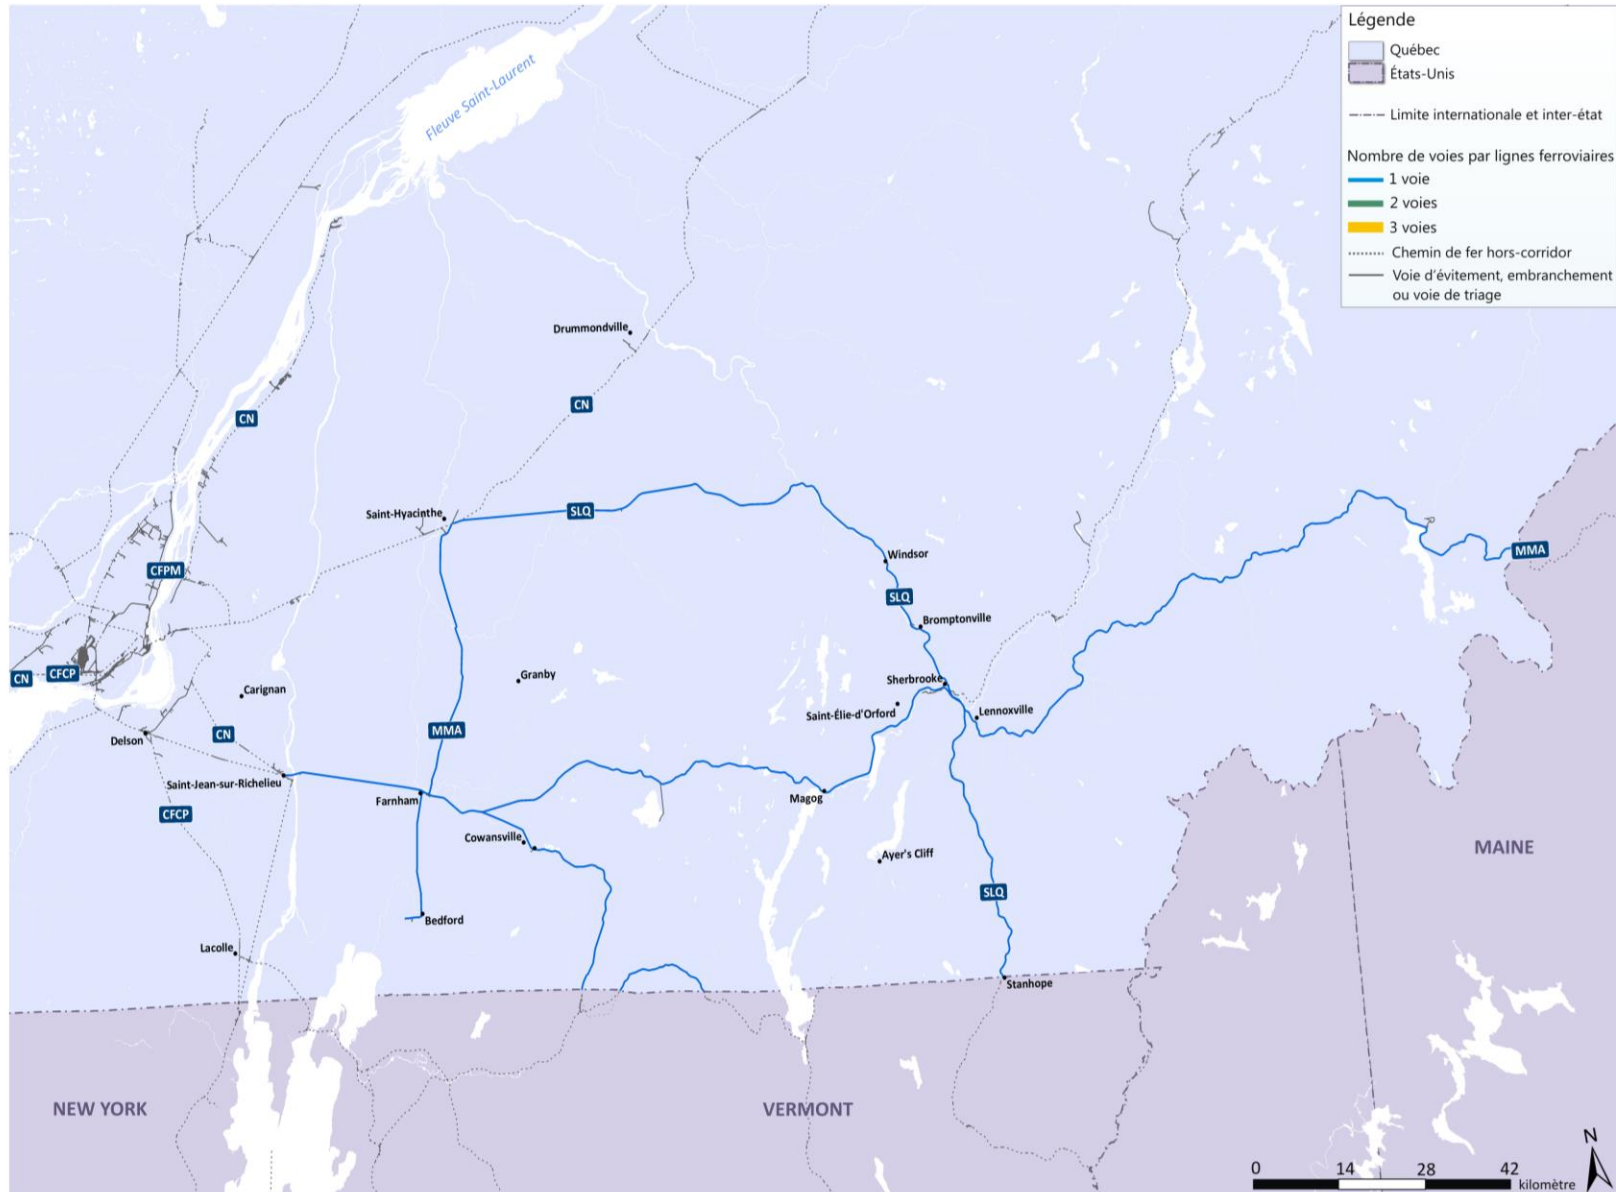 Légende
Québec
États-Unis
Limite internationale et inter-état
Nombre de voies par lignes ferroviaires
1 voie
2 voies
3 voies
Chemin de fer hors-corridor
Voie d'évitement, embranchement
ou voie de triage
Fleuve Saint-Laurent
Drummondville
CN
CN
Saint-Hyacinthe
SLQ
Windsor
MMA
CFPM
SLQ
Bromptonville
CN
CFCP
Granby
Sherbrooke
Carignan
Saint-Élie-d'Orford
Lennoxville
Delson
CN
MMA
Saint-Jean-sur-Richelieu
Farnham
Magog
CFCP
Cowansville
Ayer's Cliff
MAINE
SLQ
Bedford
Lacolle
Stanhope
NEW YORK
VERMONT
N
0 14 28 42
kilomètre